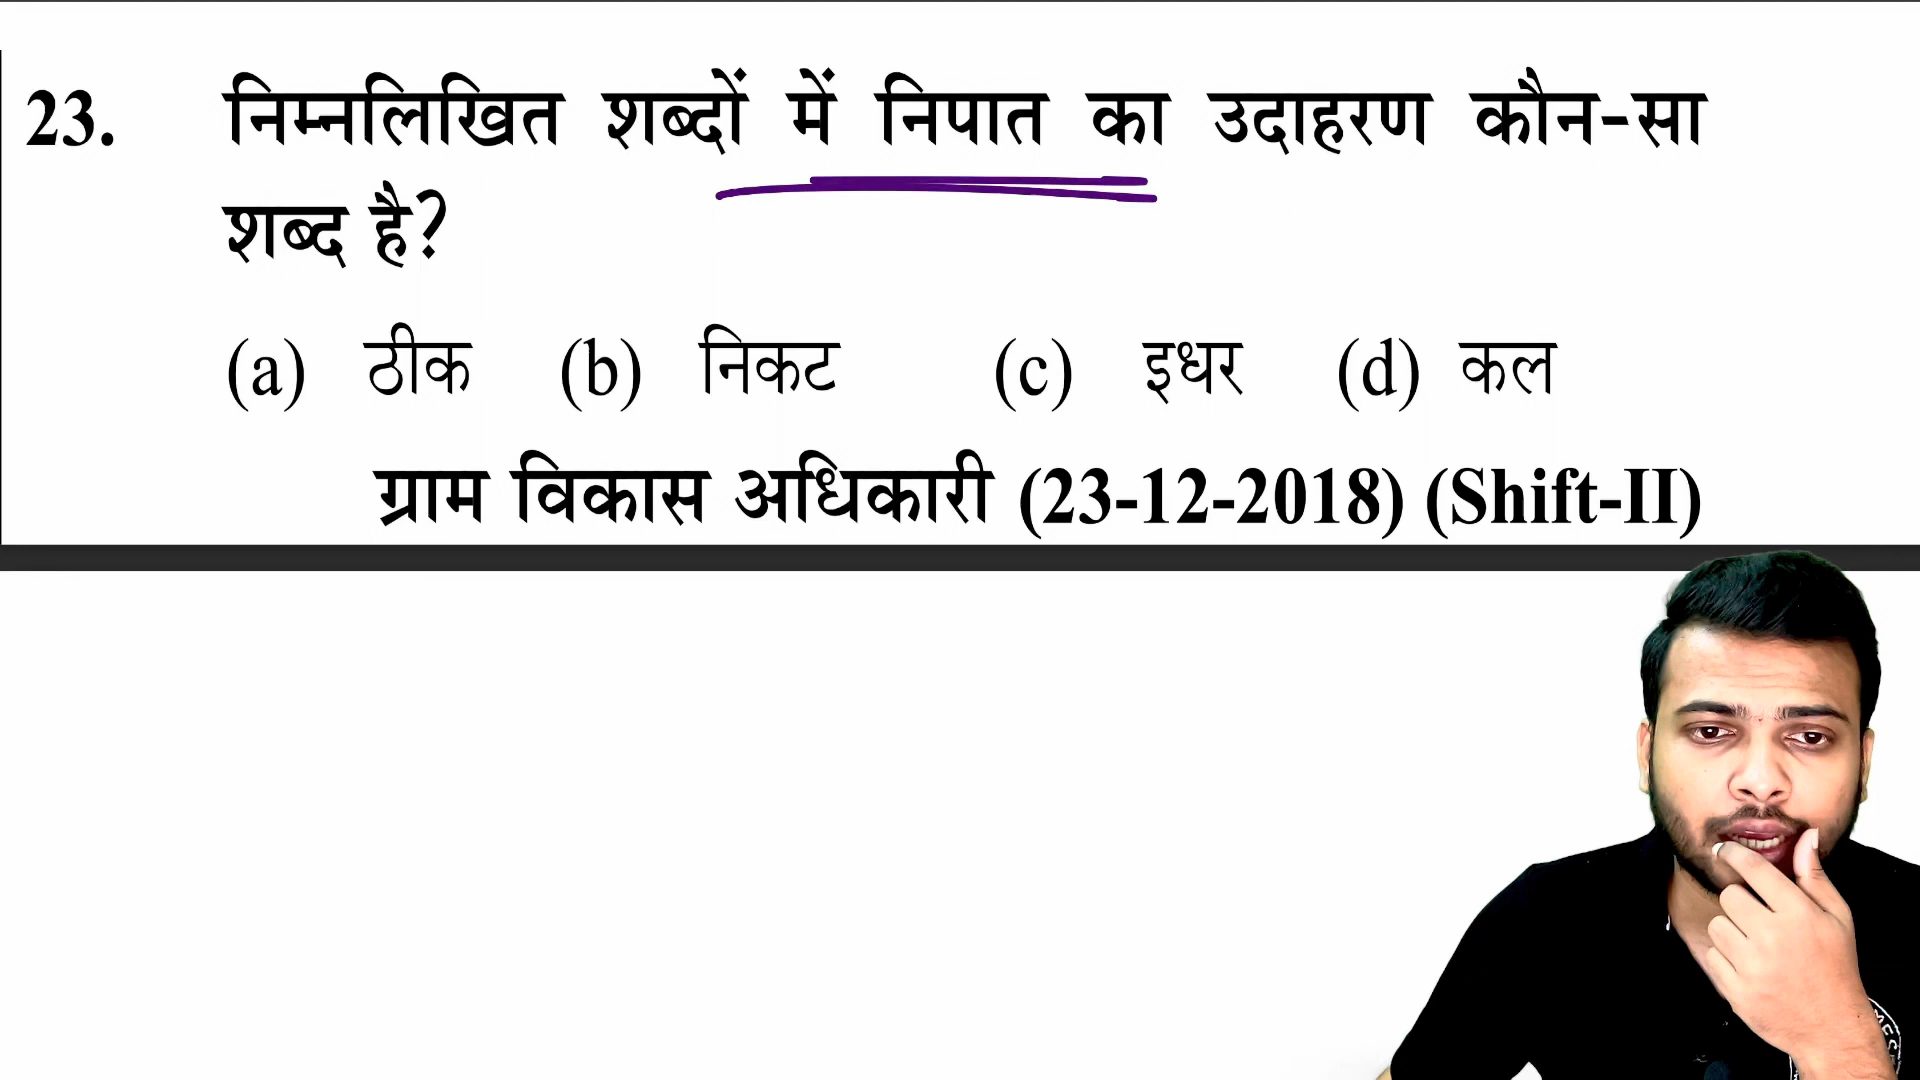 23. निम्नलिखित शब्दों में निपात का उदाहरण कौन-सा
शब्द है?
(a) ठीक (b) निकट (c) इधर (d) कल
ग्राम विकास अधिकारी (23-12-2018) (Shift-II)